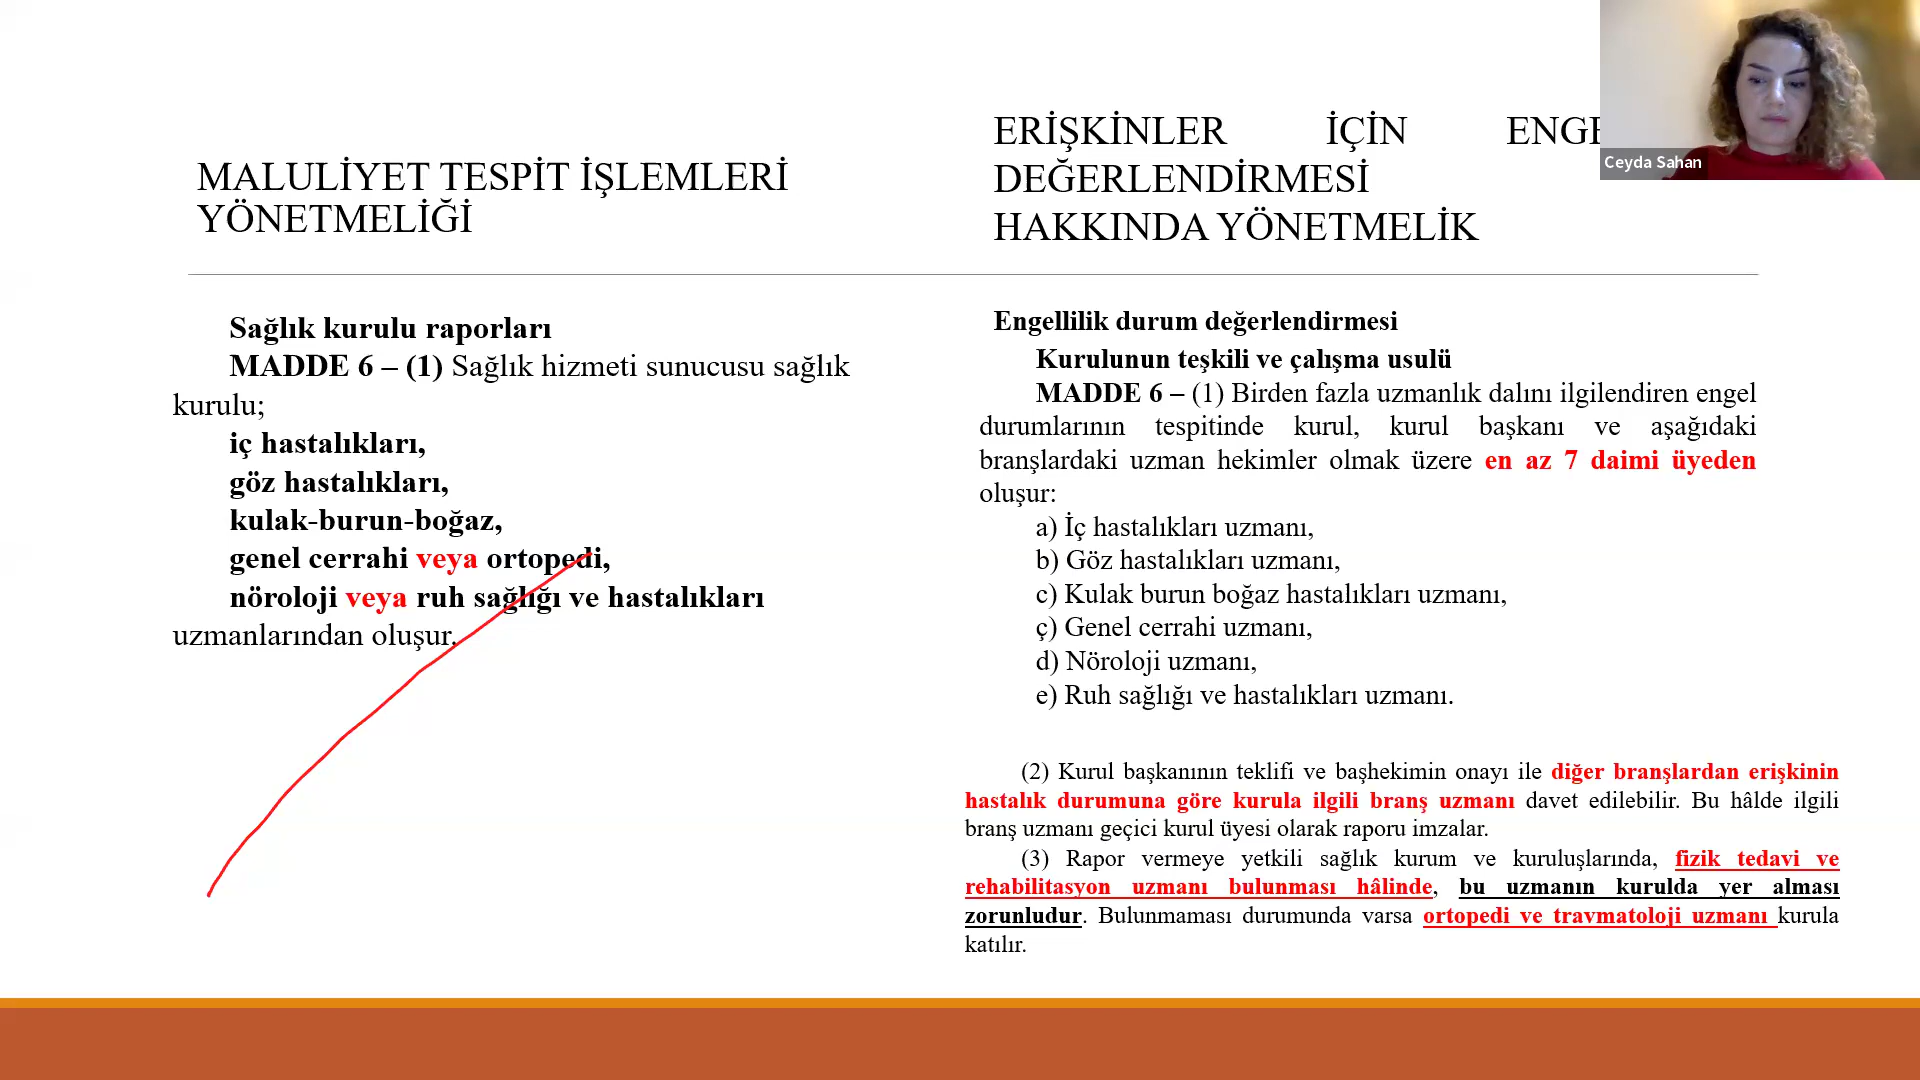 MALULİYET TESPİT İŞLEMLERİ
YÖNETMELİĞİ
Sağlık kurulu raporları
MADDE 6 – (1) Sağlık hizmeti sunucusu sağlık
kurulu;
iç hastalıkları,
göz hastalıkları,
kulak-burun-boğaz,
genel cerrahi veya ortopedi,
nöroloji veya ruh sağlığı ve hastalıkları
uzmanlarından oluşur.
ERİŞKİNLER İÇİN
DEĞERLENDİRMESİ
HAKKINDA YÖNETMELİK
Engellilik durum değerlendirmesi
Kurulunun teşkili ve çalışma usulü
MADDE 6 – (1) Birden fazla uzmanlık dalını ilgilendiren engel
durumlarının tespitinde kurul, kurul başkanı ve aşağıdaki
branşlardaki uzman hekimler olmak üzere en az 7 daimi üyeden
oluşur:
a) İç hastalıkları uzmanı,
b) Göz hastalıkları uzmanı,
c) Kulak burun boğaz hastalıkları uzmanı,
ç) Genel cerrahi uzmanı,
d) Nöroloji uzmanı,
e) Ruh sağlığı ve hastalıkları uzmanı.
(2) Kurul başkanının teklifi ve başhekimin onayı ile diğer branşlardan erişkinin
hastalık durumuna göre kurula ilgili branş uzmanı davet edilebilir. Bu hâlde ilgili
branş uzmanı geçici kurul üyesi olarak raporu imzalar.
(3) Rapor vermeye yetkili sağlık kurum ve kuruluşlarında, fizik tedavi ve
rehabilitasyon uzmanı bulunması hâlinde, bu uzmanın kurulda yer alması
zorunludur. Bulunmaması durumunda varsa ortopedi ve travmatoloji uzmanı kurula
katılır.
Ceyda Sahan